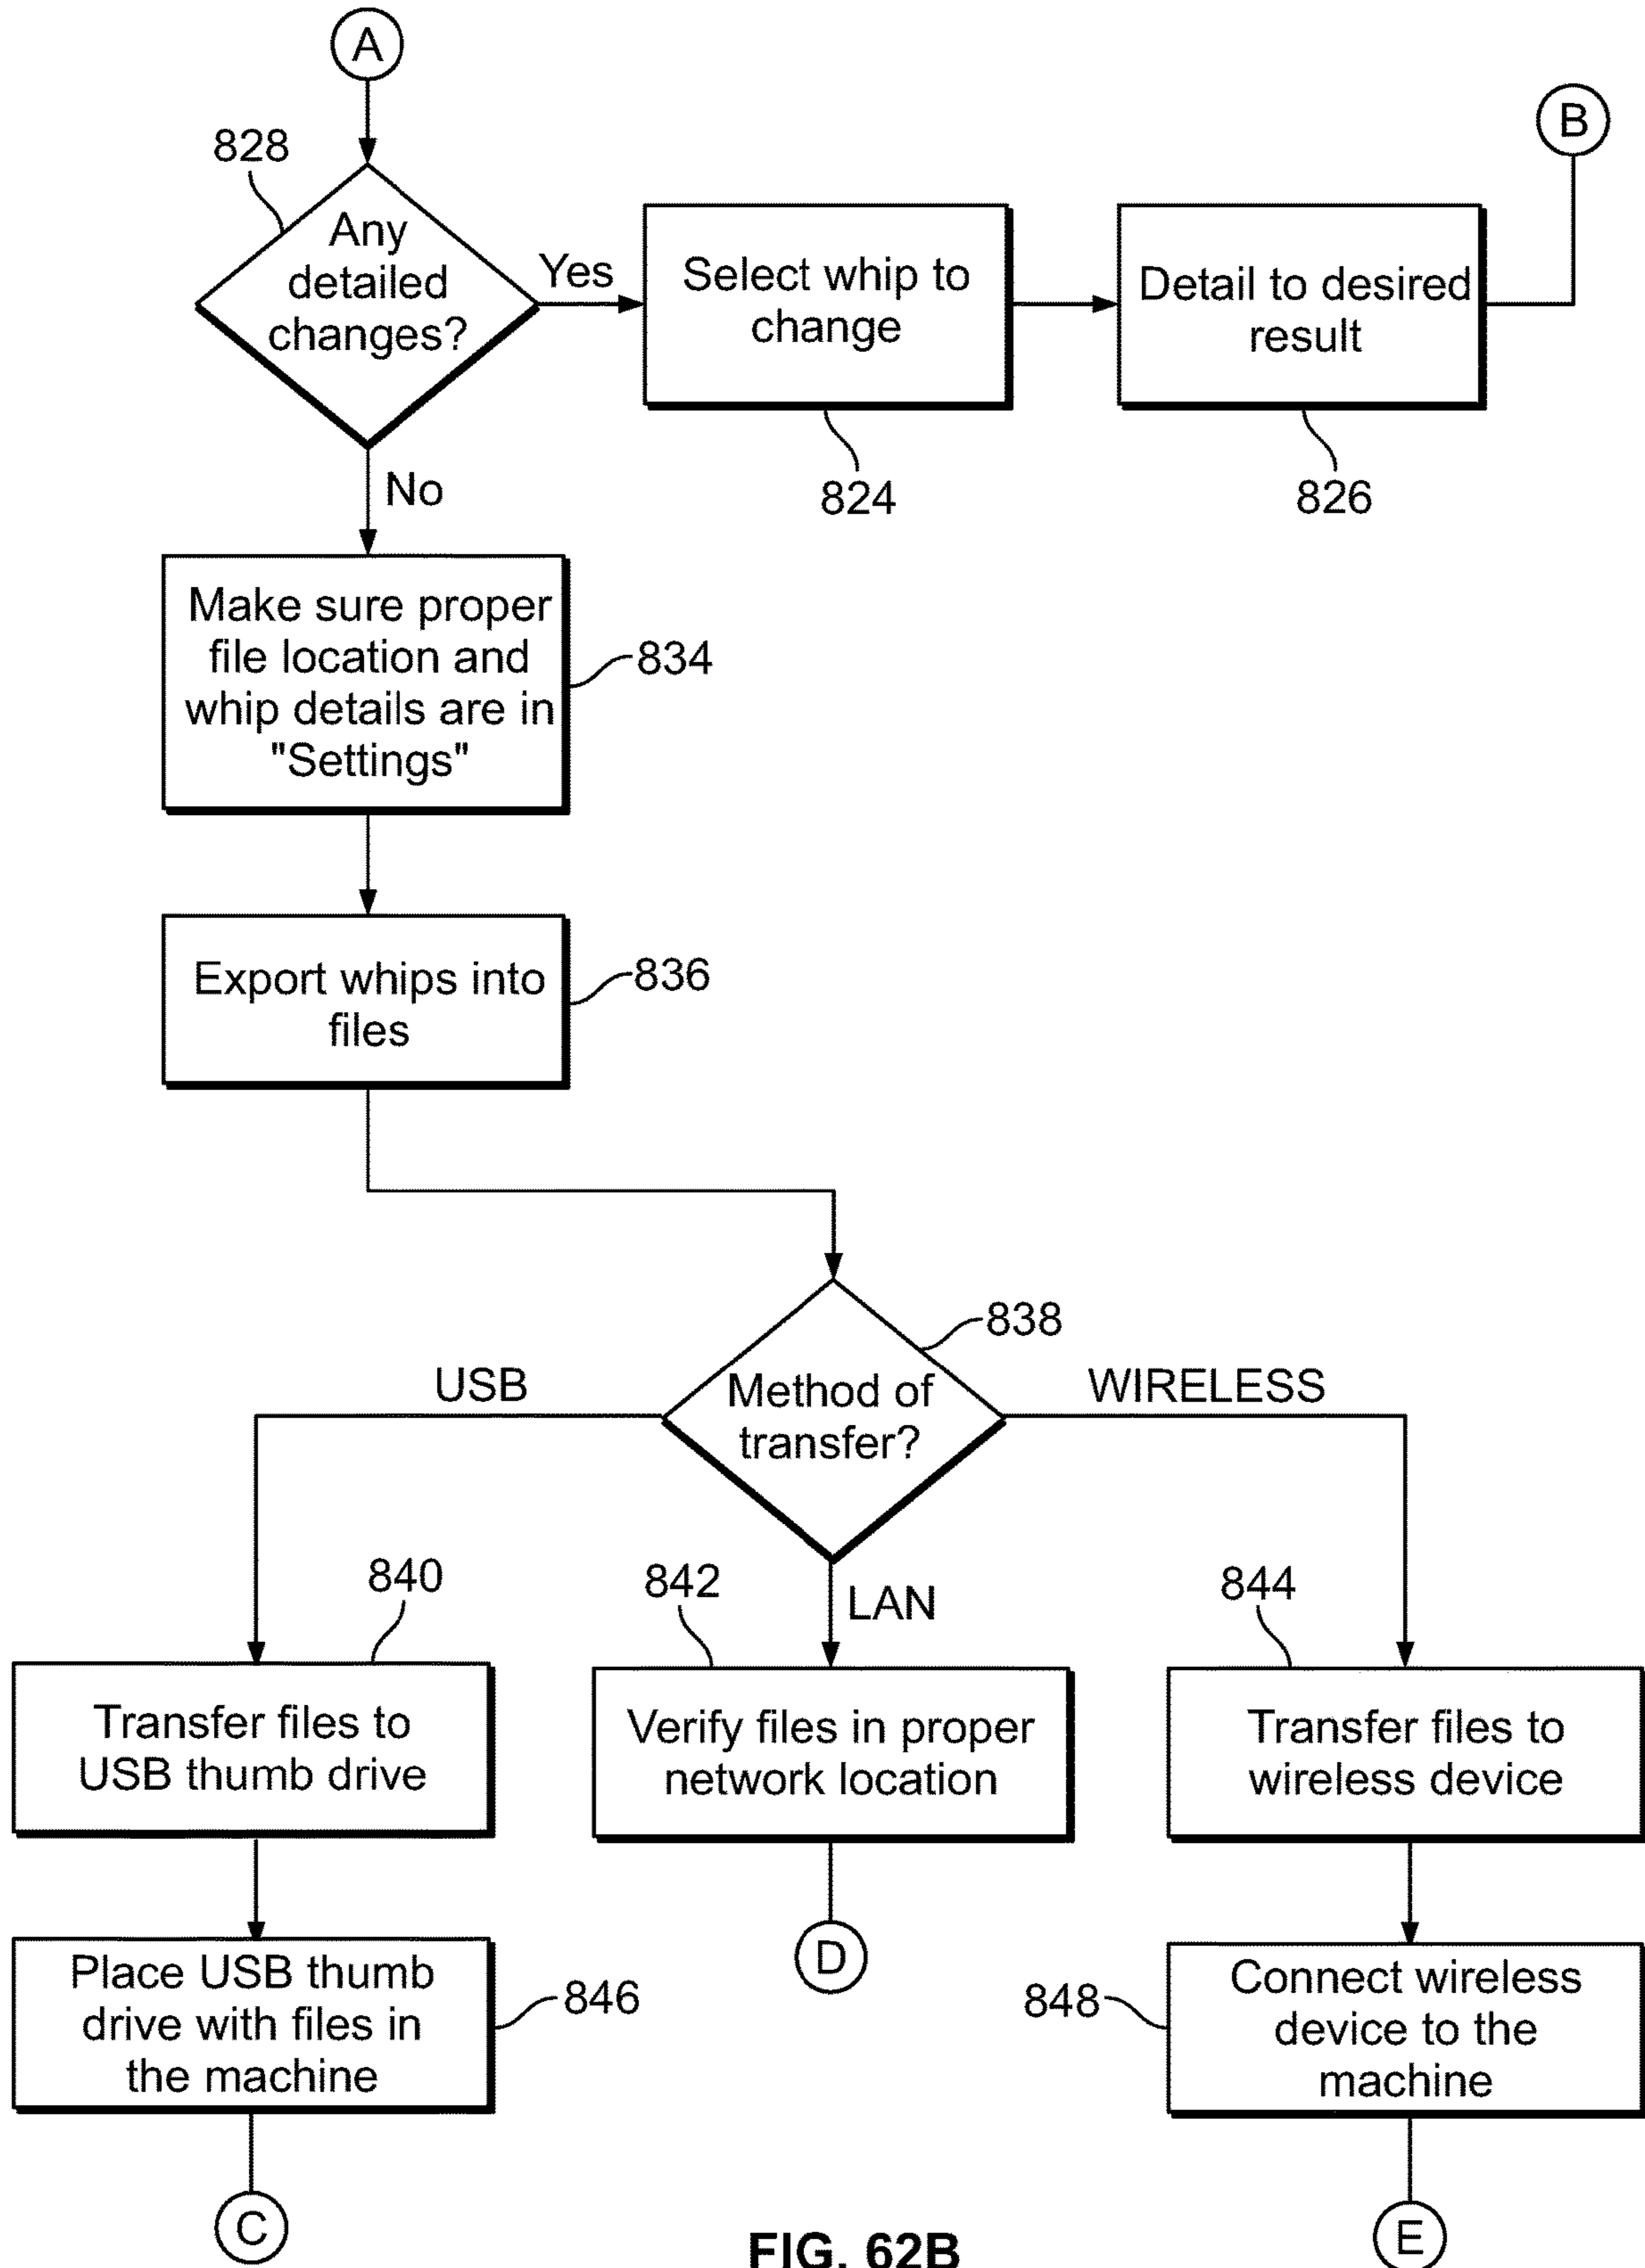 A
B
828
Any
detailed
changes?
Yes
Select whip to
change
Detail to desired
result
824
826
No
Make sure proper
file location and
whip details are in
"Settings"
834
Export whips into
files
836
838
Method of
transfer?
USB
WIRELESS
LAN
840
842
844
Transfer files to
USB thumb drive
Verify files in proper
network location
Transfer files to
wireless device
Place USB thumb
drive with files in
the machine
846
D
848
Connect wireless
device to the
machine
C
E
FIG. 62B